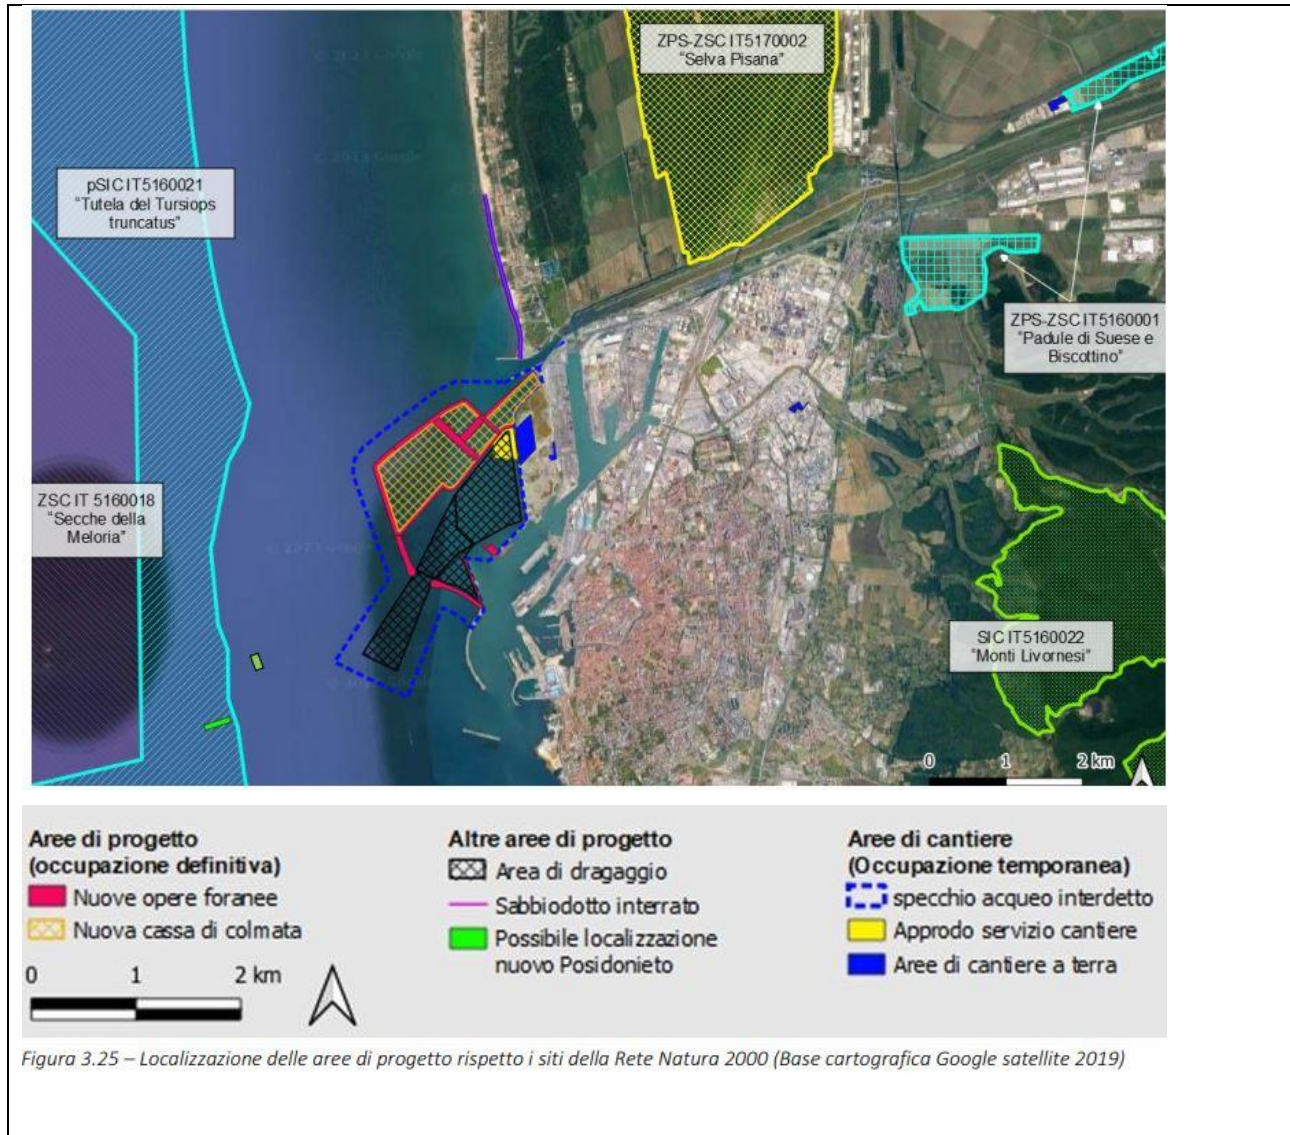 ZPS-ZSC IT5170002
"Selva Pisana"
pSIC IT5160021
"Tutela del Tursiops
truncatus"
ZPS-ZSC IT5160001
"Padule di Suese e
Biscottino"
ZSC IT 5160018
"Secche della
Meloria"
SIC IT5160022
"Monti Livornesi"
0 1 2 km
Aree di progetto
(occupazione definitiva)
Nuove opere foranee
Nuova cassa di colmata
0 1 2 km
Altre aree di progetto
Area di dragaggio
Sabbiodotto interrato
Possibile localizzazione
nuovo Posidonieto
Aree di cantiere
(Occupazione temporanea)
specchio acqueo interdetto
Approdo servizio cantiere
Aree di cantiere a terra
Figura 3.25 – Localizzazione delle aree di progetto rispetto i siti della Rete Natura 2000 (Base cartografica Google satellite 2019)